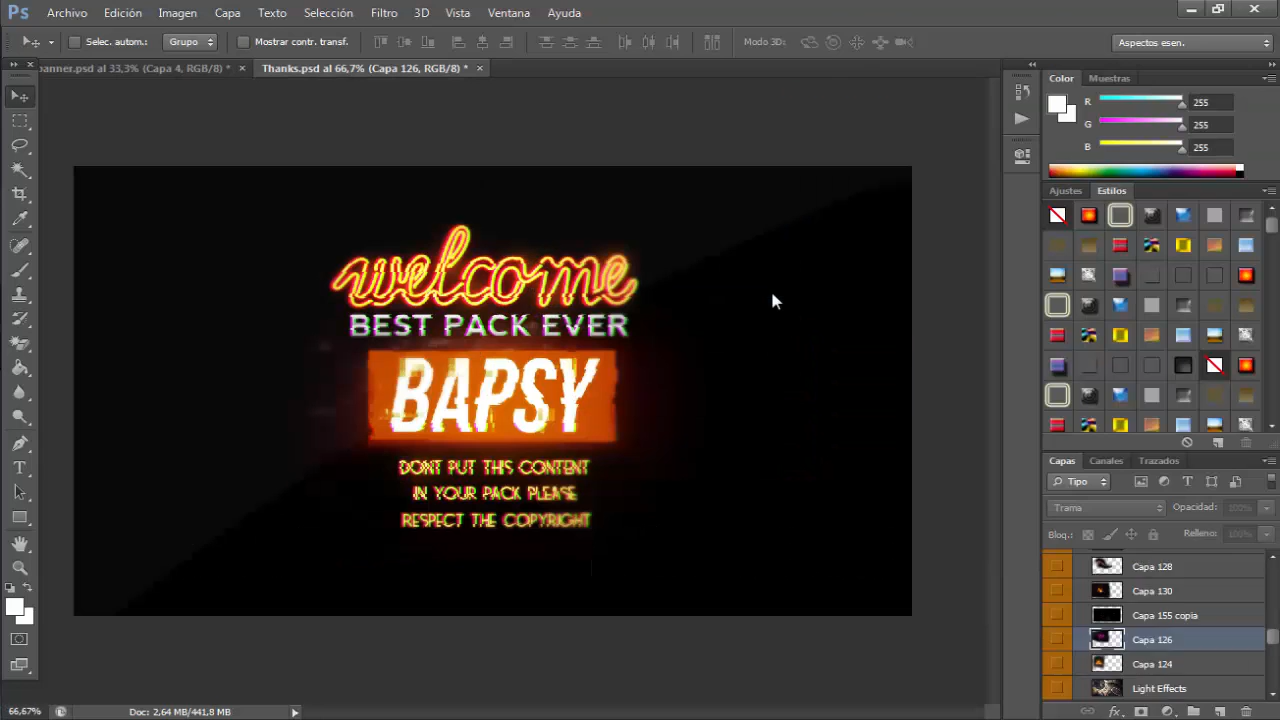 Ps Archivo Edición Imagen Capa Texto Selección Filtro 3D Vista Ventana Ayuda
Selec. autom.: Grupo Mostrar contr. transf. Modo 3D: Aspectos esen.
banner.psd al 33,3% (Capa 4, RGB/8) * × Thanks.psd al 66,7% (Capa 126, RGB/8) * ×
welcome
BEST PACK EVER
BAPSY
DONT PUT THIS CONTENT
IN YOUR PACK PLEASE
RESPECT THE COPYRIGHT
Color Muestras
R 255
G 255
B 255
Ajustes Estilos
Capas Canales Trazados
Tipo
Trama Opacidad: 100%
Bloq.: Relleno: 100%
Capa 128
Capa 130
Capa 155 copia
Capa 126
Capa 124
Light Effects
66,67% Doc: 2,64 MB/441,8 MB